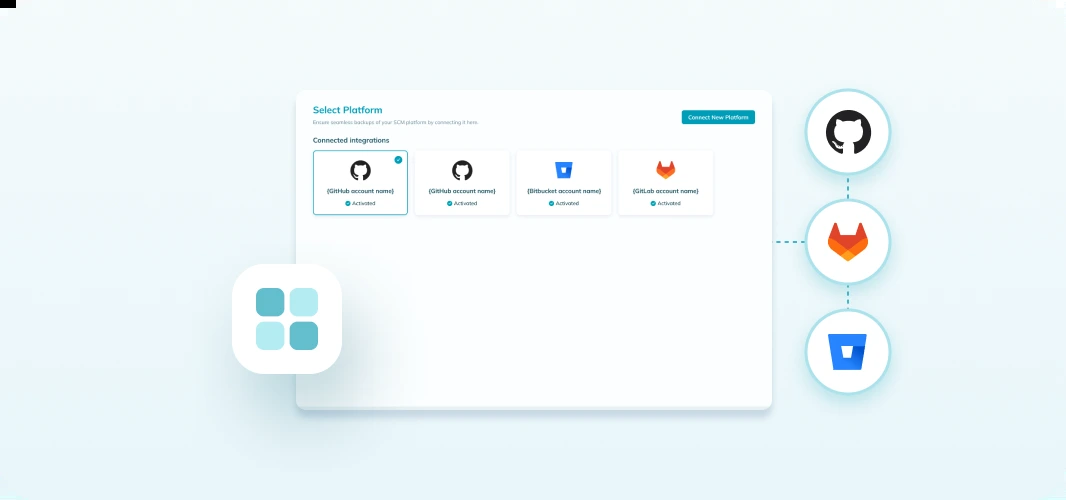 Select Platform
Ensure seamless backups of your SCM platform by connecting it here.
Connect New Platform
Connected integrations
{GitHub account name}
Activated
{GitHub account name}
Activated
{Bitbucket account name}
Activated
{GitLab account name}
Activated